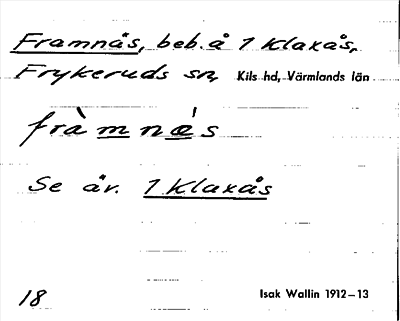 Framnäs, beb. å 1 Klaxås,
Frykeruds sn, Kils hd, Värmlands län
fràmnǽs
Se äv. 1 Klaxås
18 Isak Wallin 1912–13